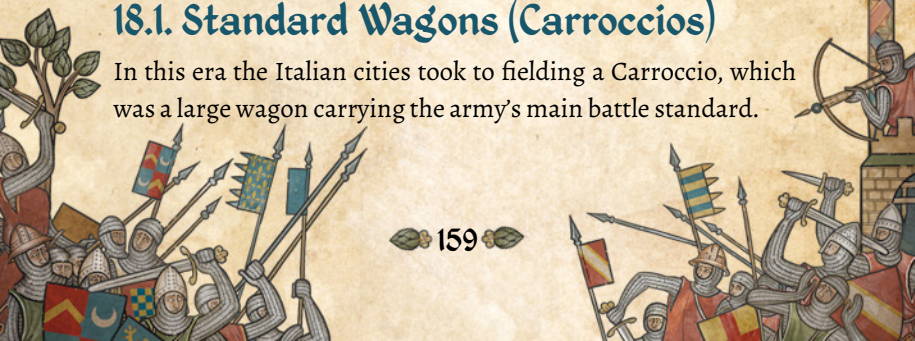 18.1. Standard Wagons (Carroccios)
In this era the Italian cities took to fielding a Carroccio, which
was a large wagon carrying the army’s main battle standard.
159